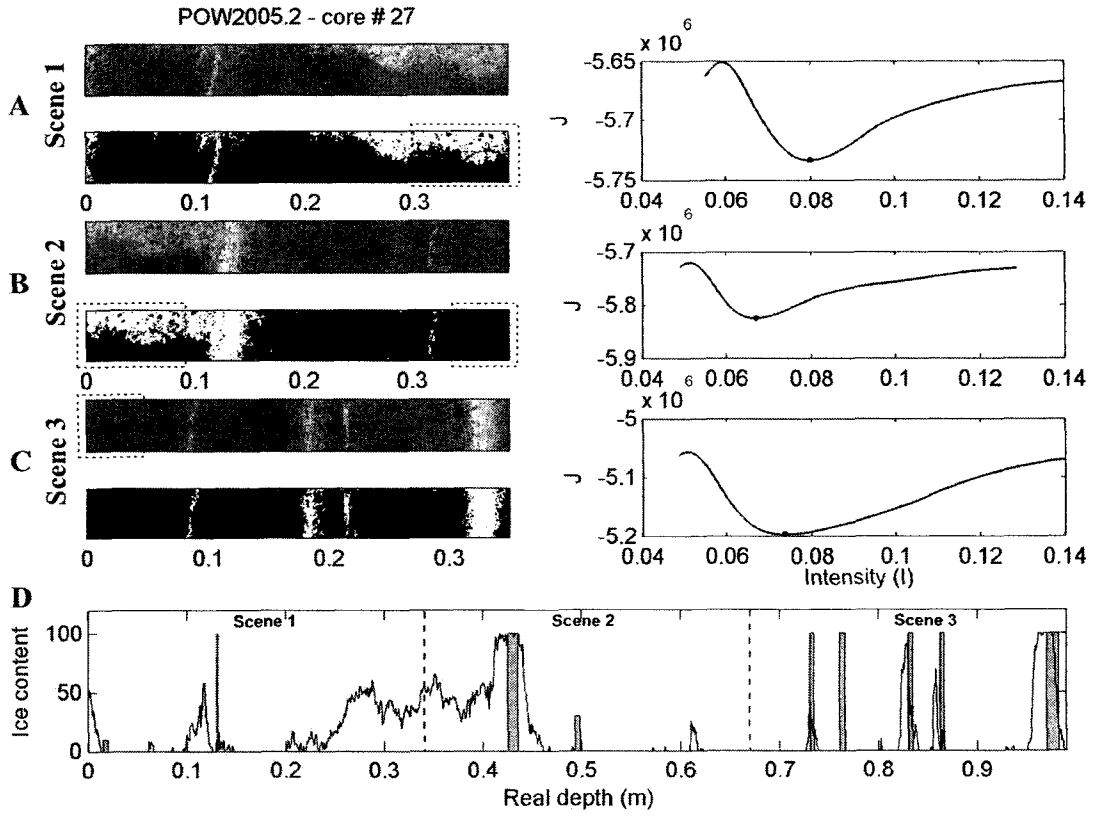 POW2005.2 - core # 27
A
Scene 1
0 0.1 0.2 0.3
x 10 6
-5.65
-5.7
-5.75
J
0.04 0.06 0.08 0.1 0.12 0.14
B
Scene 2
0 0.1 0.2 0.3
x 10 6
-5.7
-5.8
-5.9
J
0.04 0.06 0.08 0.1 0.12 0.14
C
Scene 3
0 0.1 0.2 0.3
x 10 6
-5
-5.1
-5.2
J
0.04 0.06 0.08 0.1 0.12 0.14
Intensity (I)
D
Scene 1 Scene 2 Scene 3
100
50
0
Ice content
0 0.1 0.2 0.3 0.4 0.5 0.6 0.7 0.8 0.9
Real depth (m)